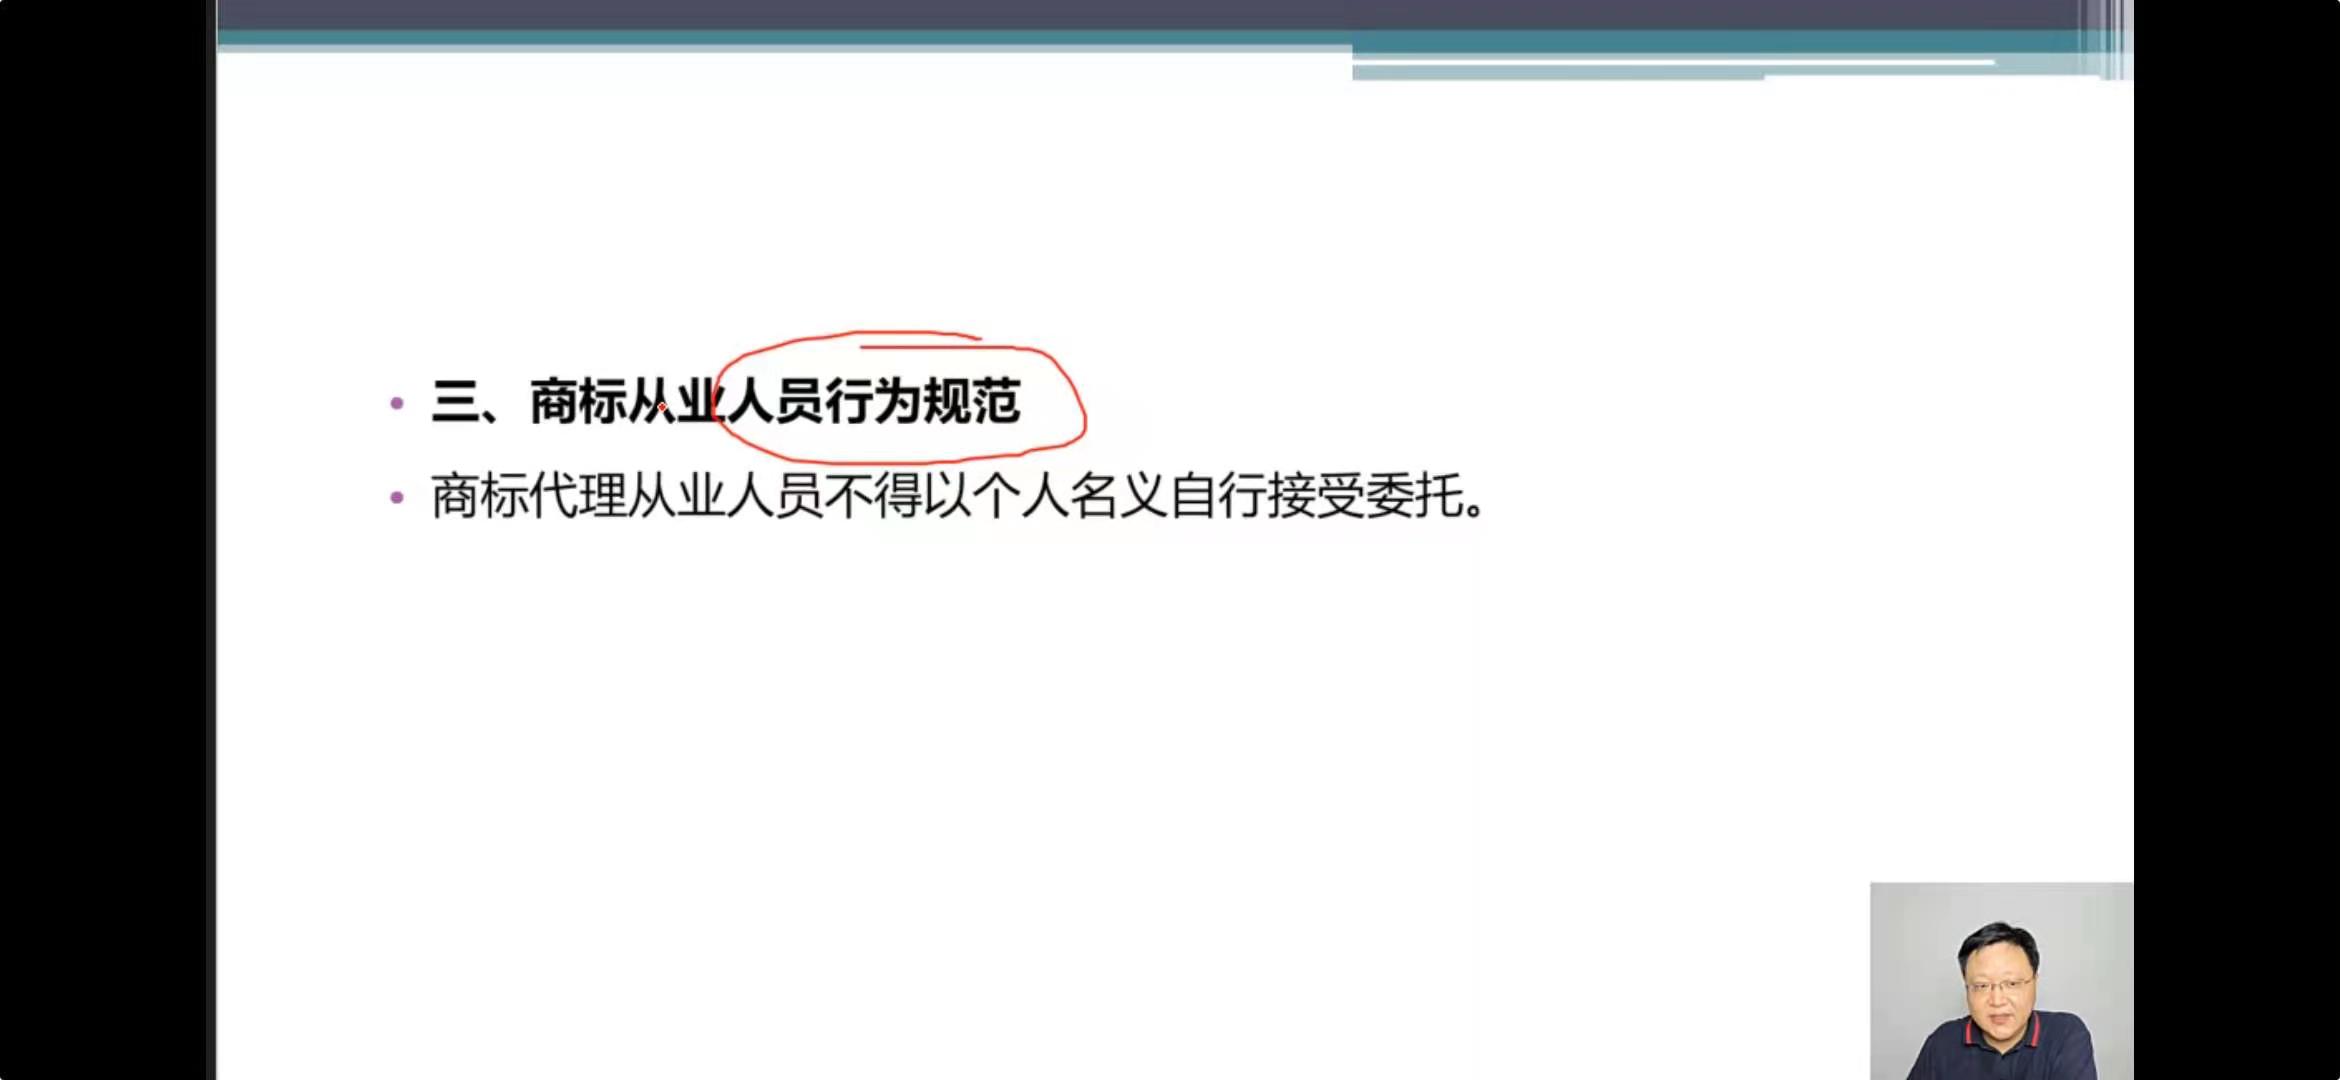 三、商标从业人员行为规范
商标代理从业人员不得以个人名义自行接受委托。